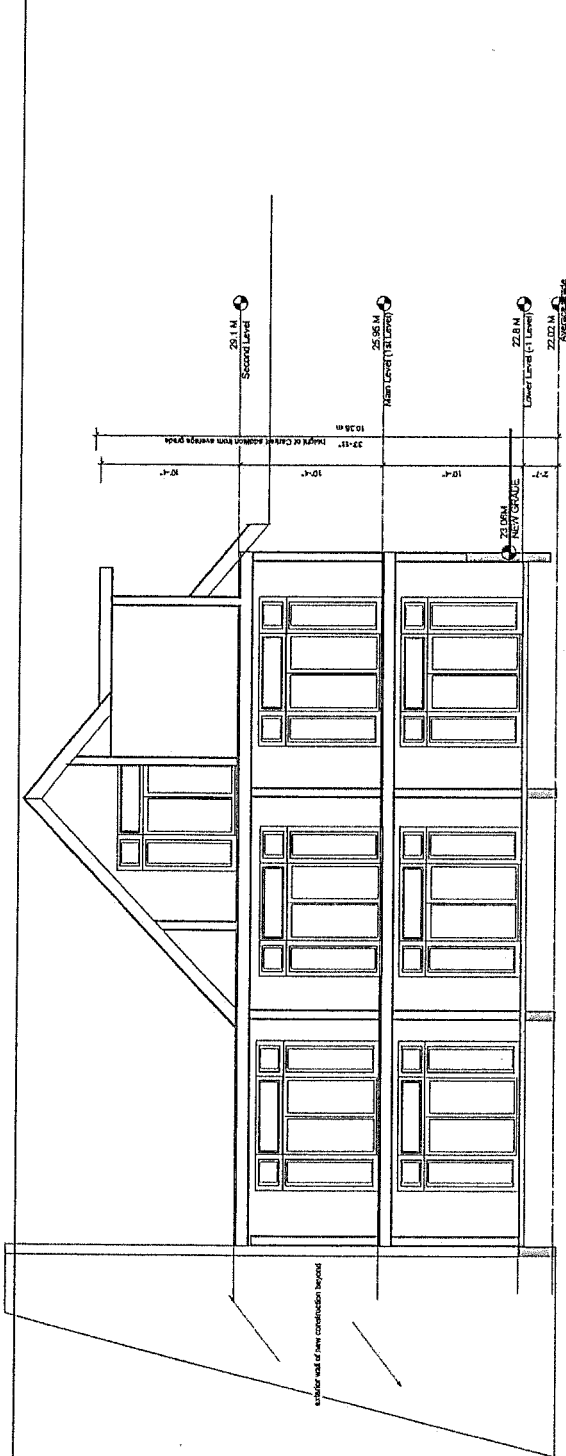 29.1 M
Second Level
25.95 M
Main Level (1st Level)
22.8 M
Lower Level (-1 Level)
22.02 M
Average Grade
10.36 m
33'-11"
height of Carset addition from average grade
10'-4"
10'-4"
10'-4"
2'-7"
23.06M
NEW GRADE
exterior wall of new construction beyond